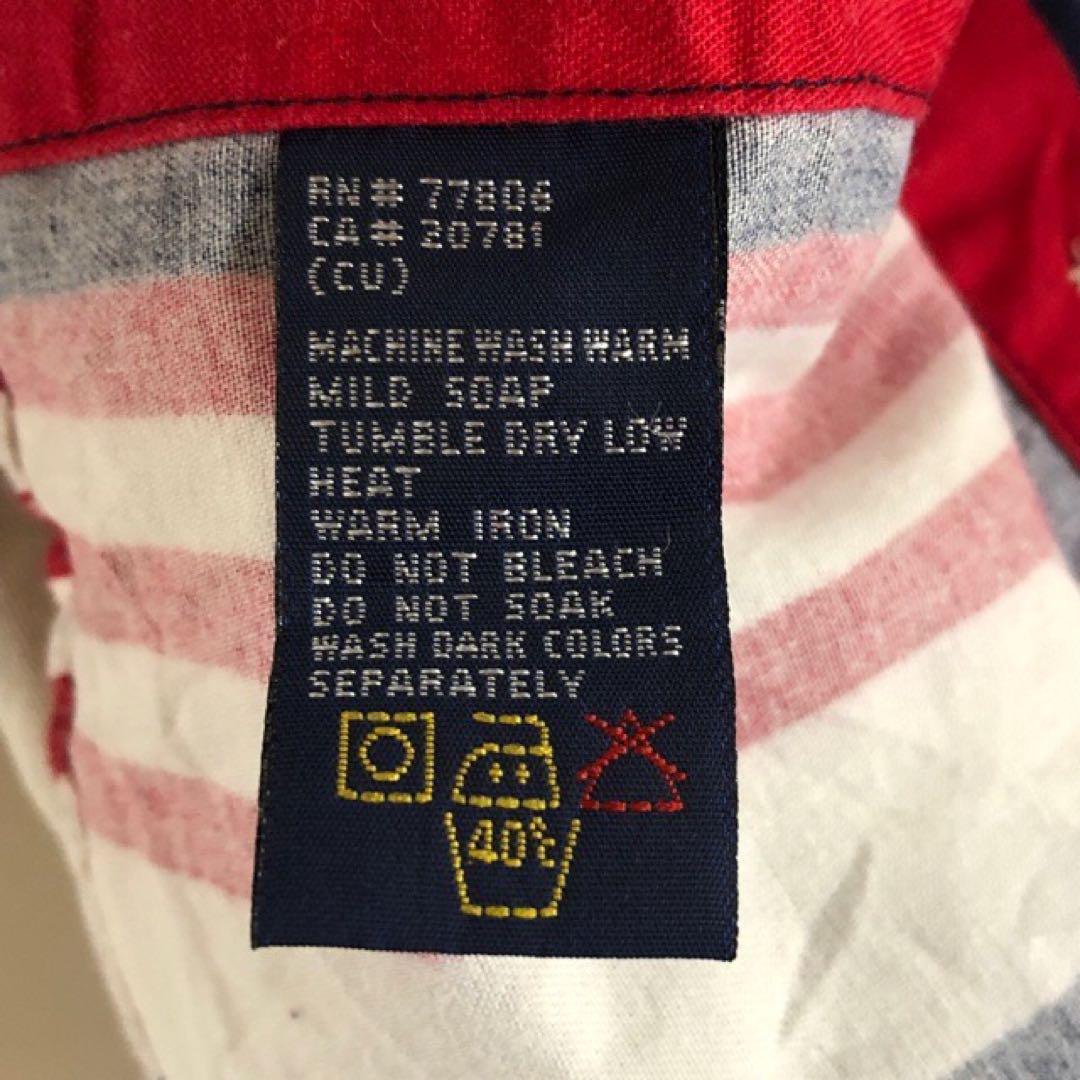 RN# 77806
CA# 20781
(CU)
MACHINE WASH WARM
MILD SOAP
TUMBLE DRY LOW
HEAT
WARM IRON
DO NOT BLEACH
DO NOT SOAK
WASH DARK COLORS
SEPARATELY
40°C